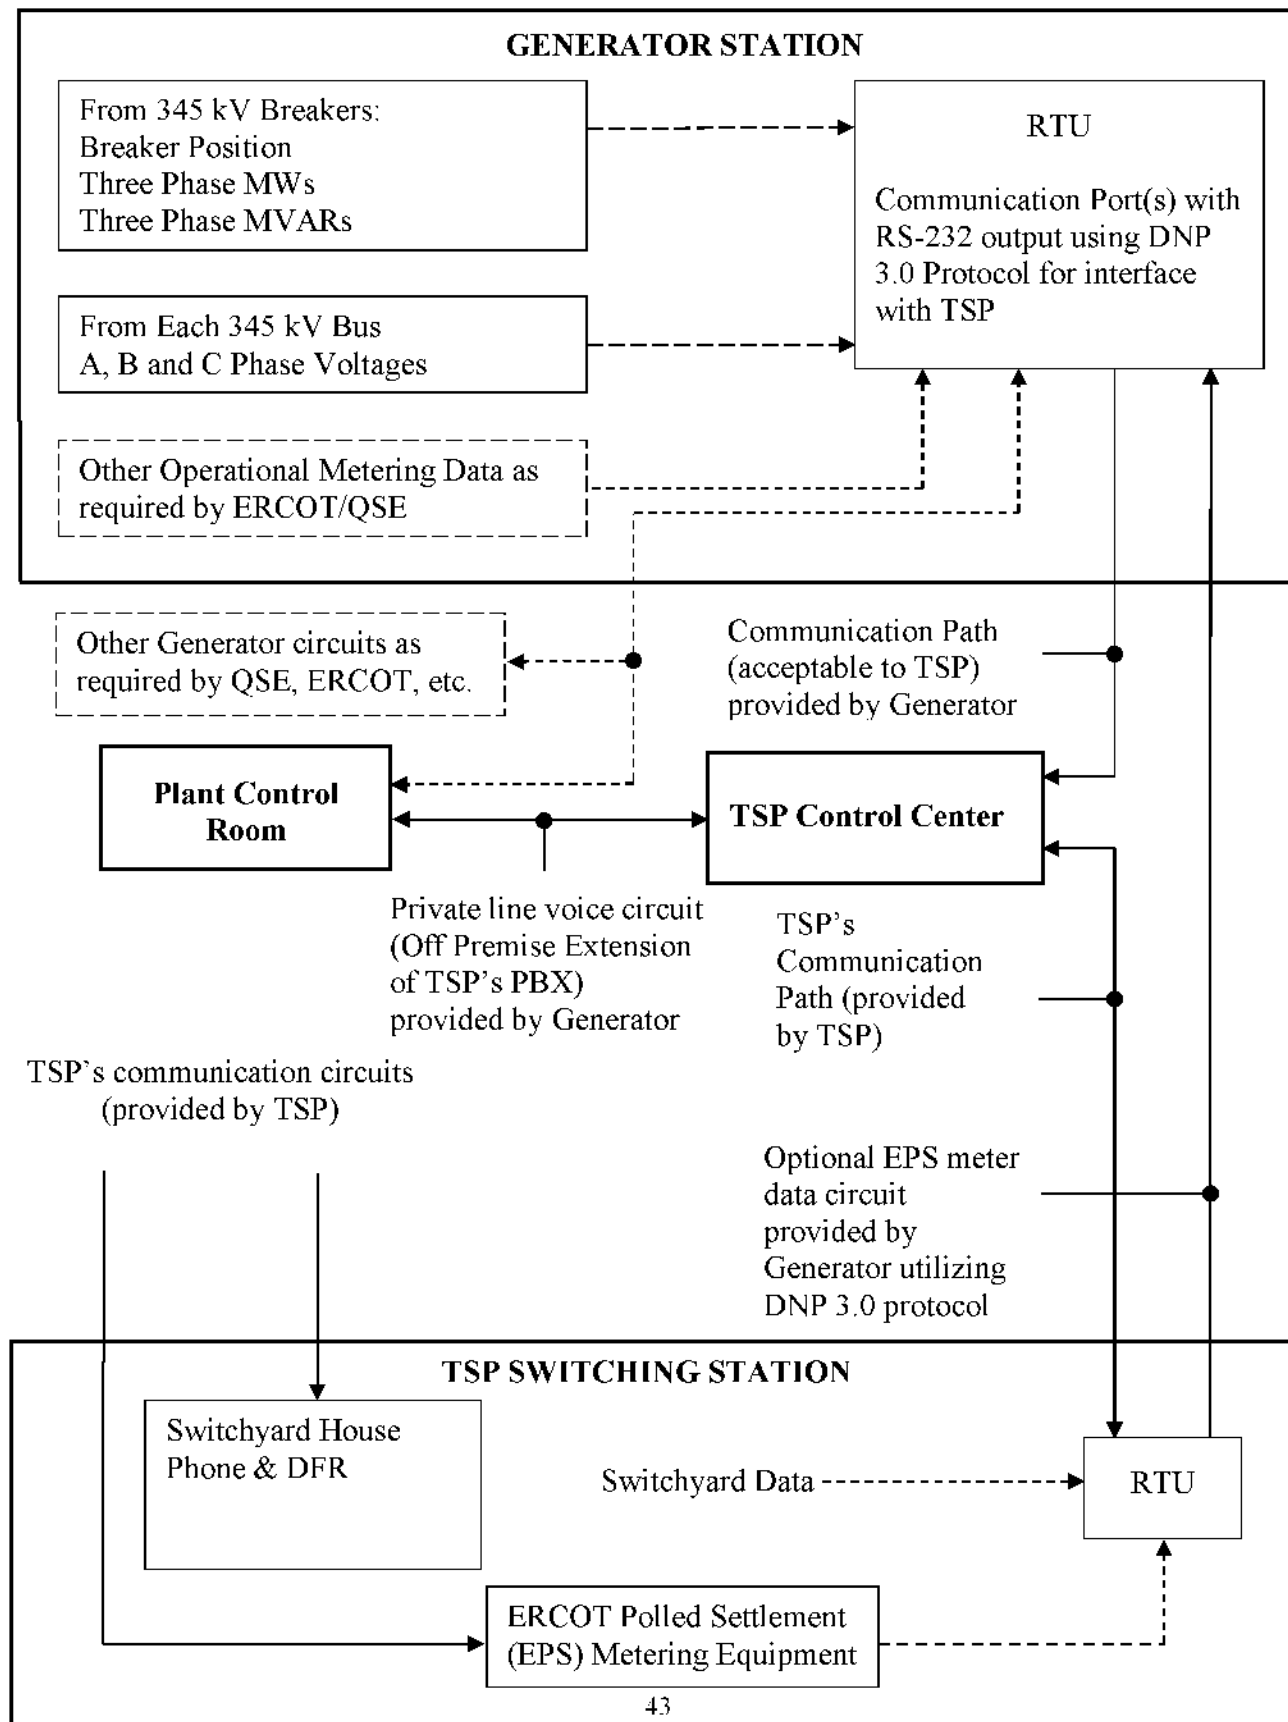 GENERATOR STATION
From 345 kV Breakers:
Breaker Position
Three Phase MWs
Three Phase MVARs
RTU
Communication Port(s) with
RS-232 output using DNP
3.0 Protocol for interface
with TSP
From Each 345 kV Bus
A, B and C Phase Voltages
Other Operational Metering Data as
required by ERCOT/QSE
Other Generator circuits as
required by QSE, ERCOT, etc.
Communication Path
(acceptable to TSP)
provided by Generator
Plant Control
Room
TSP Control Center
Private line voice circuit
(Off Premise Extension
of TSP's PBX)
provided by Generator
TSP's
Communication
Path (provided
by TSP)
TSP's communication circuits
(provided by TSP)
Optional EPS meter
data circuit
provided by
Generator utilizing
DNP 3.0 protocol
TSP SWITCHING STATION
Switchyard House
Phone & DFR
Switchyard Data
RTU
ERCOT Polled Settlement
(EPS) Metering Equipment
43